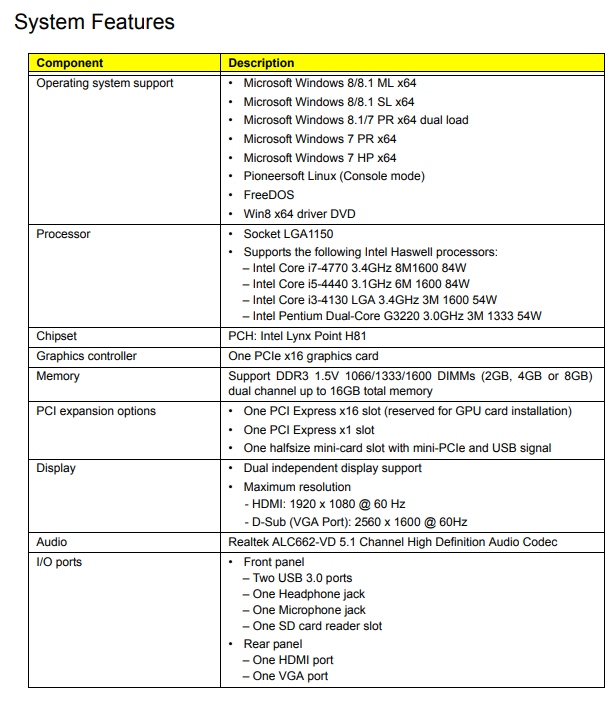 System Features
Component Description
Operating system support
• Microsoft Windows 8/8.1 ML x64
• Microsoft Windows 8/8.1 SL x64
• Microsoft Windows 8.1/7 PR x64 dual load
• Microsoft Windows 7 PR x64
• Microsoft Windows 7 HP x64
• Pioneersoft Linux (Console mode)
• FreeDOS
• Win8 x64 driver DVD
Processor
• Socket LGA1150
• Supports the following Intel Haswell processors:
– Intel Core i7-4770 3.4GHz 8M1600 84W
– Intel Core i5-4440 3.1GHz 6M 1600 84W
– Intel Core i3-4130 LGA 3.4GHz 3M 1600 54W
– Intel Pentium Dual-Core G3220 3.0GHz 3M 1333 54W
Chipset PCH: Intel Lynx Point H81
Graphics controller One PCIe x16 graphics card
Memory
Support DDR3 1.5V 1066/1333/1600 DIMMs (2GB, 4GB or 8GB)
dual channel up to 16GB total memory
PCI expansion options
• One PCI Express x16 slot (reserved for GPU card installation)
• One PCI Express x1 slot
• One halfsize mini-card slot with mini-PCIe and USB signal
Display
• Dual independent display support
• Maximum resolution
- HDMI: 1920 x 1080 @ 60 Hz
- D-Sub (VGA Port): 2560 x 1600 @ 60Hz
Audio Realtek ALC662-VD 5.1 Channel High Definition Audio Codec
I/O ports
• Front panel
– Two USB 3.0 ports
– One Headphone jack
– One Microphone jack
– One SD card reader slot
• Rear panel
– One HDMI port
– One VGA port